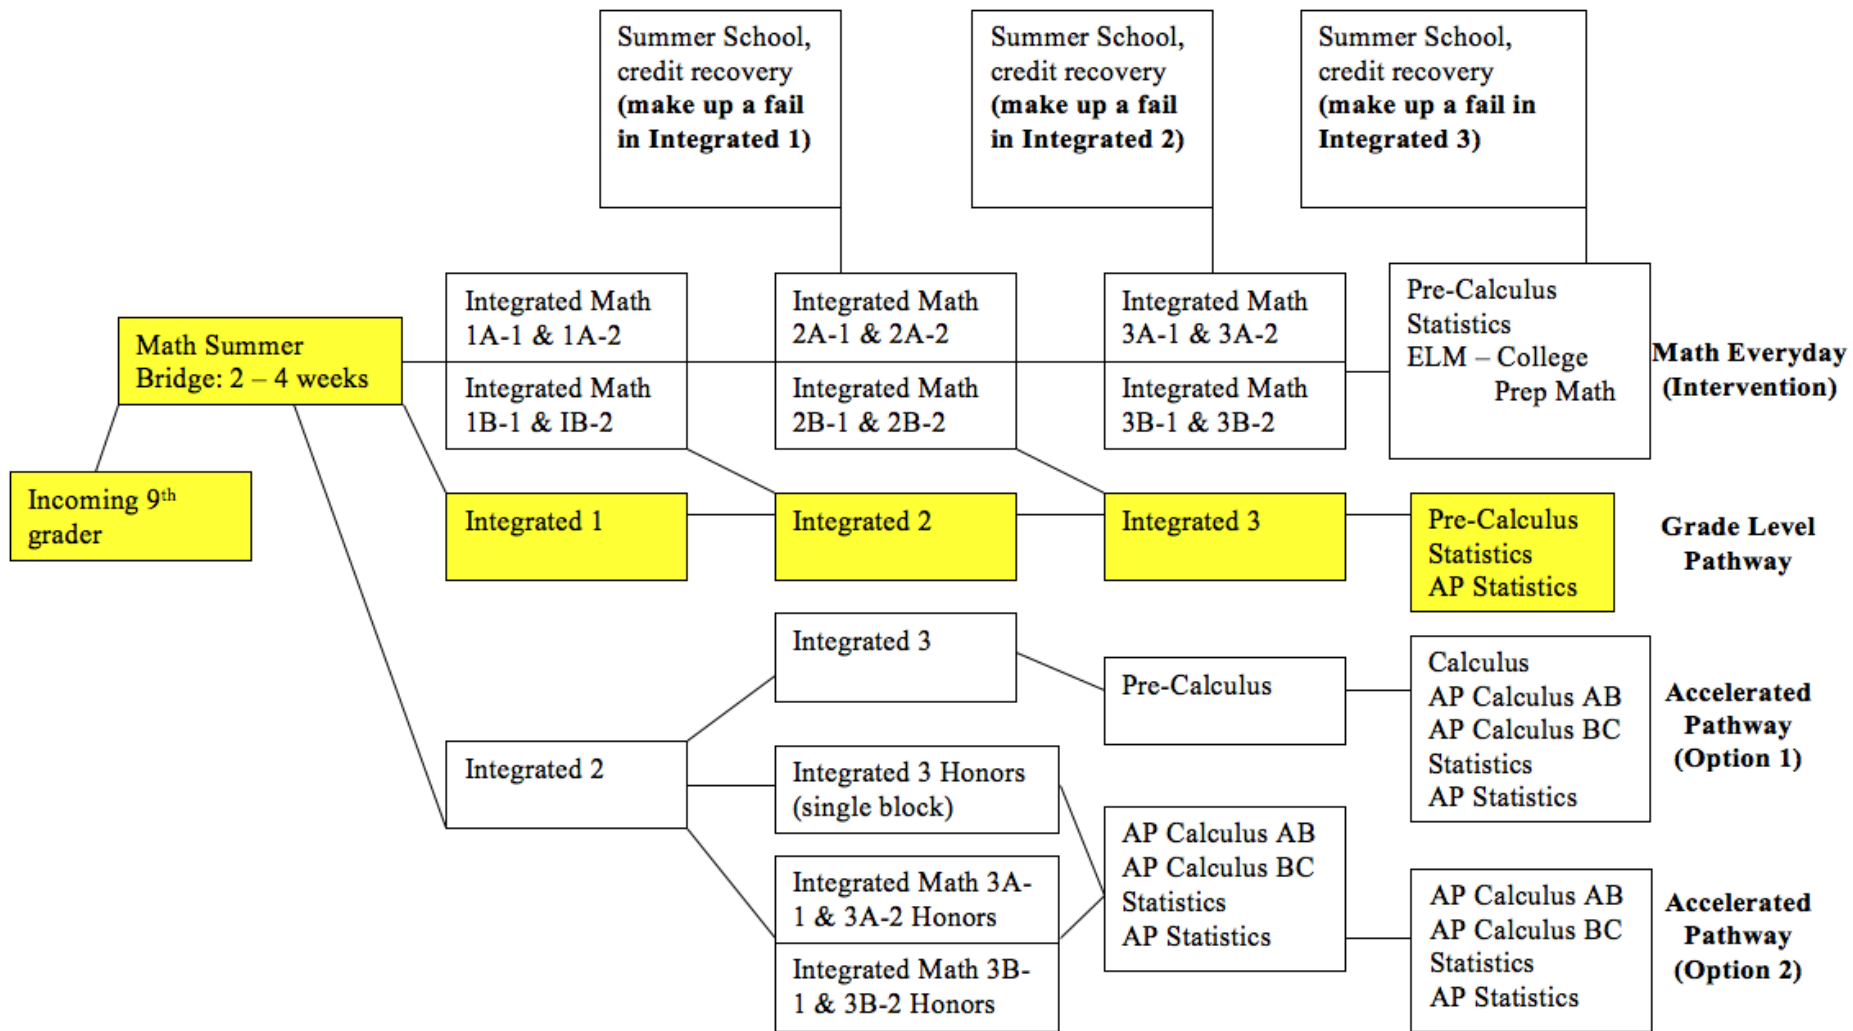 Summer School,
credit recovery
(make up a fail
in Integrated 1)
Summer School,
credit recovery
(make up a fail
in Integrated 2)
Summer School,
credit recovery
(make up a fail in
Integrated 3)
Math Summer
Bridge: 2 – 4 weeks
Incoming 9th
grader
Integrated Math
1A-1 & 1A-2
Integrated Math
1B-1 & IB-2
Integrated Math
2A-1 & 2A-2
Integrated Math
2B-1 & 2B-2
Integrated Math
3A-1 & 3A-2
Integrated Math
3B-1 & 3B-2
Pre-Calculus
Statistics
ELM – College
Prep Math
Math Everyday
(Intervention)
Integrated 1
Integrated 2
Integrated 3
Pre-Calculus
Statistics
AP Statistics
Grade Level
Pathway
Integrated 2
Integrated 3
Pre-Calculus
Calculus
AP Calculus AB
AP Calculus BC
Statistics
AP Statistics
Accelerated
Pathway
(Option 1)
Integrated 3 Honors
(single block)
Integrated Math 3A-
1 & 3A-2 Honors
Integrated Math 3B-
1 & 3B-2 Honors
AP Calculus AB
AP Calculus BC
Statistics
AP Statistics
AP Calculus AB
AP Calculus BC
Statistics
AP Statistics
Accelerated
Pathway
(Option 2)